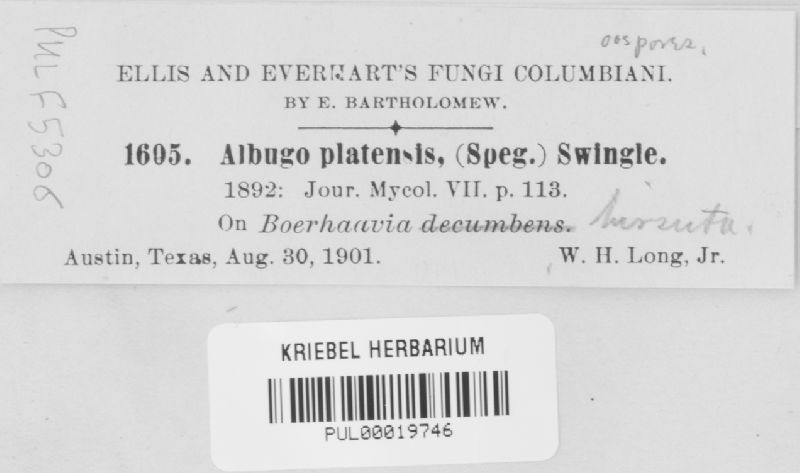 oospores.
ELLIS AND EVERHART'S FUNGI COLUMBIANI.
BY E. BARTHOLOMEW.
1605. Albugo platensis, (Speg.) Swingle.
1892: Jour. Mycol. VII. p. 113.
On Boerhaavia decumbens. hirsuta.
Austin, Texas, Aug. 30, 1901. W. H. Long, Jr.
PUL F5306
KRIEBEL HERBARIUM
PUL00019746